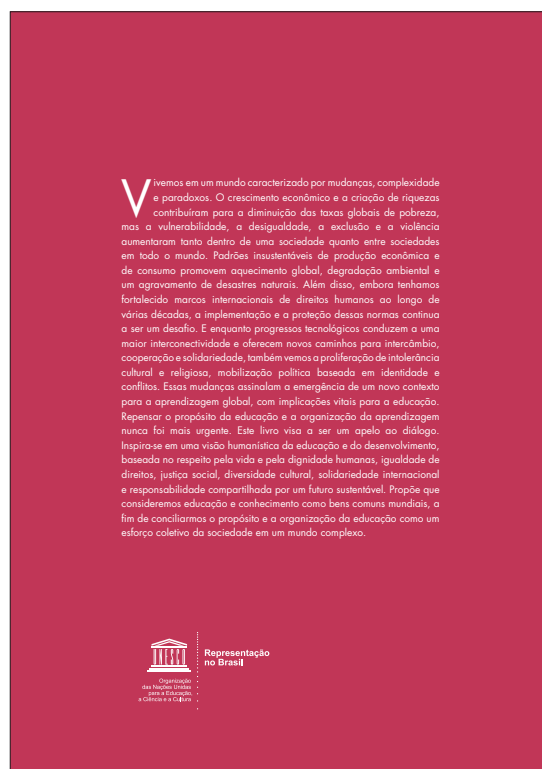 Vivemos em um mundo caracterizado por mudanças, complexidade
e paradoxos. O crescimento econômico e a criação de riquezas
contribuíram para a diminuição das taxas globais de pobreza,
mas a vulnerabilidade, a desigualdade, a exclusão e a violência
aumentaram tanto dentro de uma sociedade quanto entre sociedades
em todo o mundo. Padrões insustentáveis de produção econômica e
de consumo promovem aquecimento global, degradação ambiental e
um agravamento de desastres naturais. Além disso, embora tenhamos
fortalecido marcos internacionais de direitos humanos ao longo de
várias décadas, a implementação e a proteção dessas normas continua
a ser um desafio. E enquanto progressos tecnológicos conduzem a uma
maior interconectividade e oferecem novos caminhos para intercâmbio,
cooperação e solidariedade, também vemos a proliferação de intolerância
cultural e religiosa, mobilização política baseada em identidade e
conflitos. Essas mudanças assinalam a emergência de um novo contexto
para a aprendizagem global, com implicações vitais para a educação.
Repensar o propósito da educação e a organização da aprendizagem
nunca foi mais urgente. Este livro visa a ser um apelo ao diálogo.
Inspira-se em uma visão humanística da educação e do desenvolvimento,
baseada no respeito pela vida e pela dignidade humanas, igualdade de
direitos, justiça social, diversidade cultural, solidariedade internacional
e responsabilidade compartilhada por um futuro sustentável. Propõe que
consideremos educação e conhecimento como bens comuns mundiais, a
fim de conciliarmos o propósito e a organização da educação como um
esforço coletivo da sociedade em um mundo complexo.
UNESCO
Organização
das Nações Unidas
para a Educação,
a Ciência e a Cultura
Representação
no Brasil